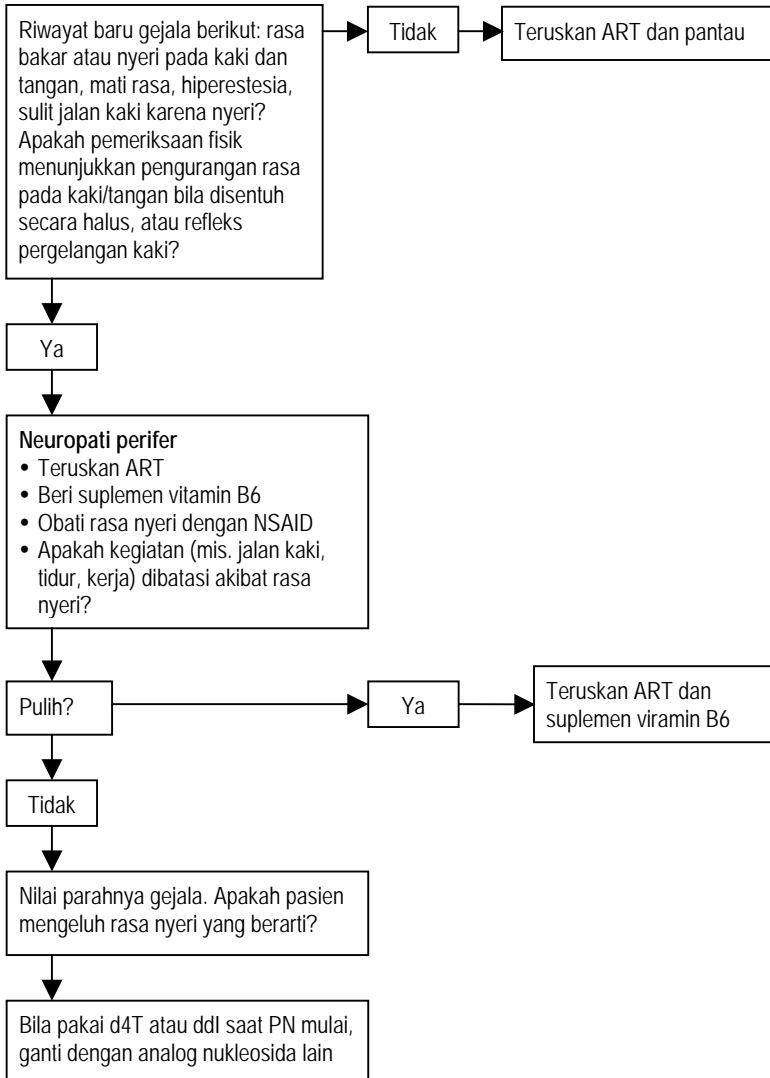 Riwayat baru gejala berikut: rasa
bakar atau nyeri pada kaki dan
tangan, mati rasa, hiperestesia,
sulit jalan kaki karena nyeri?
Apakah pemeriksaan fisik
menunjukkan pengurangan rasa
pada kaki/tangan bila disentuh
secara halus, atau refleks
pergelangan kaki?
Tidak
Teruskan ART dan pantau
Ya
Neuropati perifer
• Teruskan ART
• Beri suplemen vitamin B6
• Obati rasa nyeri dengan NSAID
• Apakah kegiatan (mis. jalan kaki,
tidur, kerja) dibatasi akibat rasa
nyeri?
Pulih?
Ya
Teruskan ART dan
suplemen viramin B6
Tidak
Nilai parahnya gejala. Apakah pasien
mengeluh rasa nyeri yang berarti?
Bila pakai d4T atau ddI saat PN mulai,
ganti dengan analog nukleosida lain